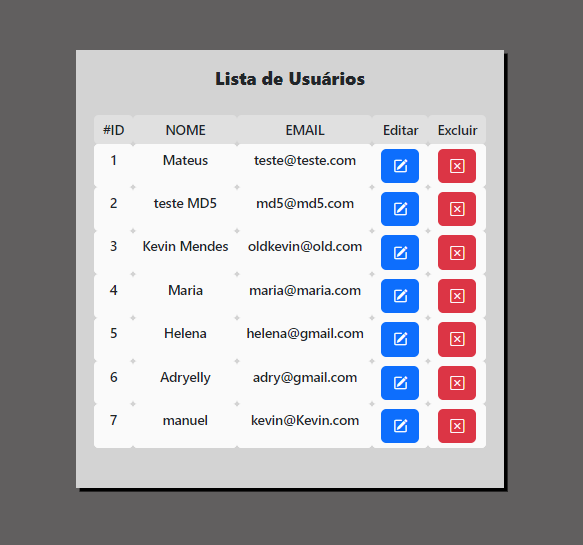 Lista de Usuários
#ID NOME EMAIL Editar Excluir
1 Mateus teste@teste.com
2 teste MD5 md5@md5.com
3 Kevin Mendes oldkevin@old.com
4 Maria maria@maria.com
5 Helena helena@gmail.com
6 Adryelly adry@gmail.com
7 manuel kevin@Kevin.com